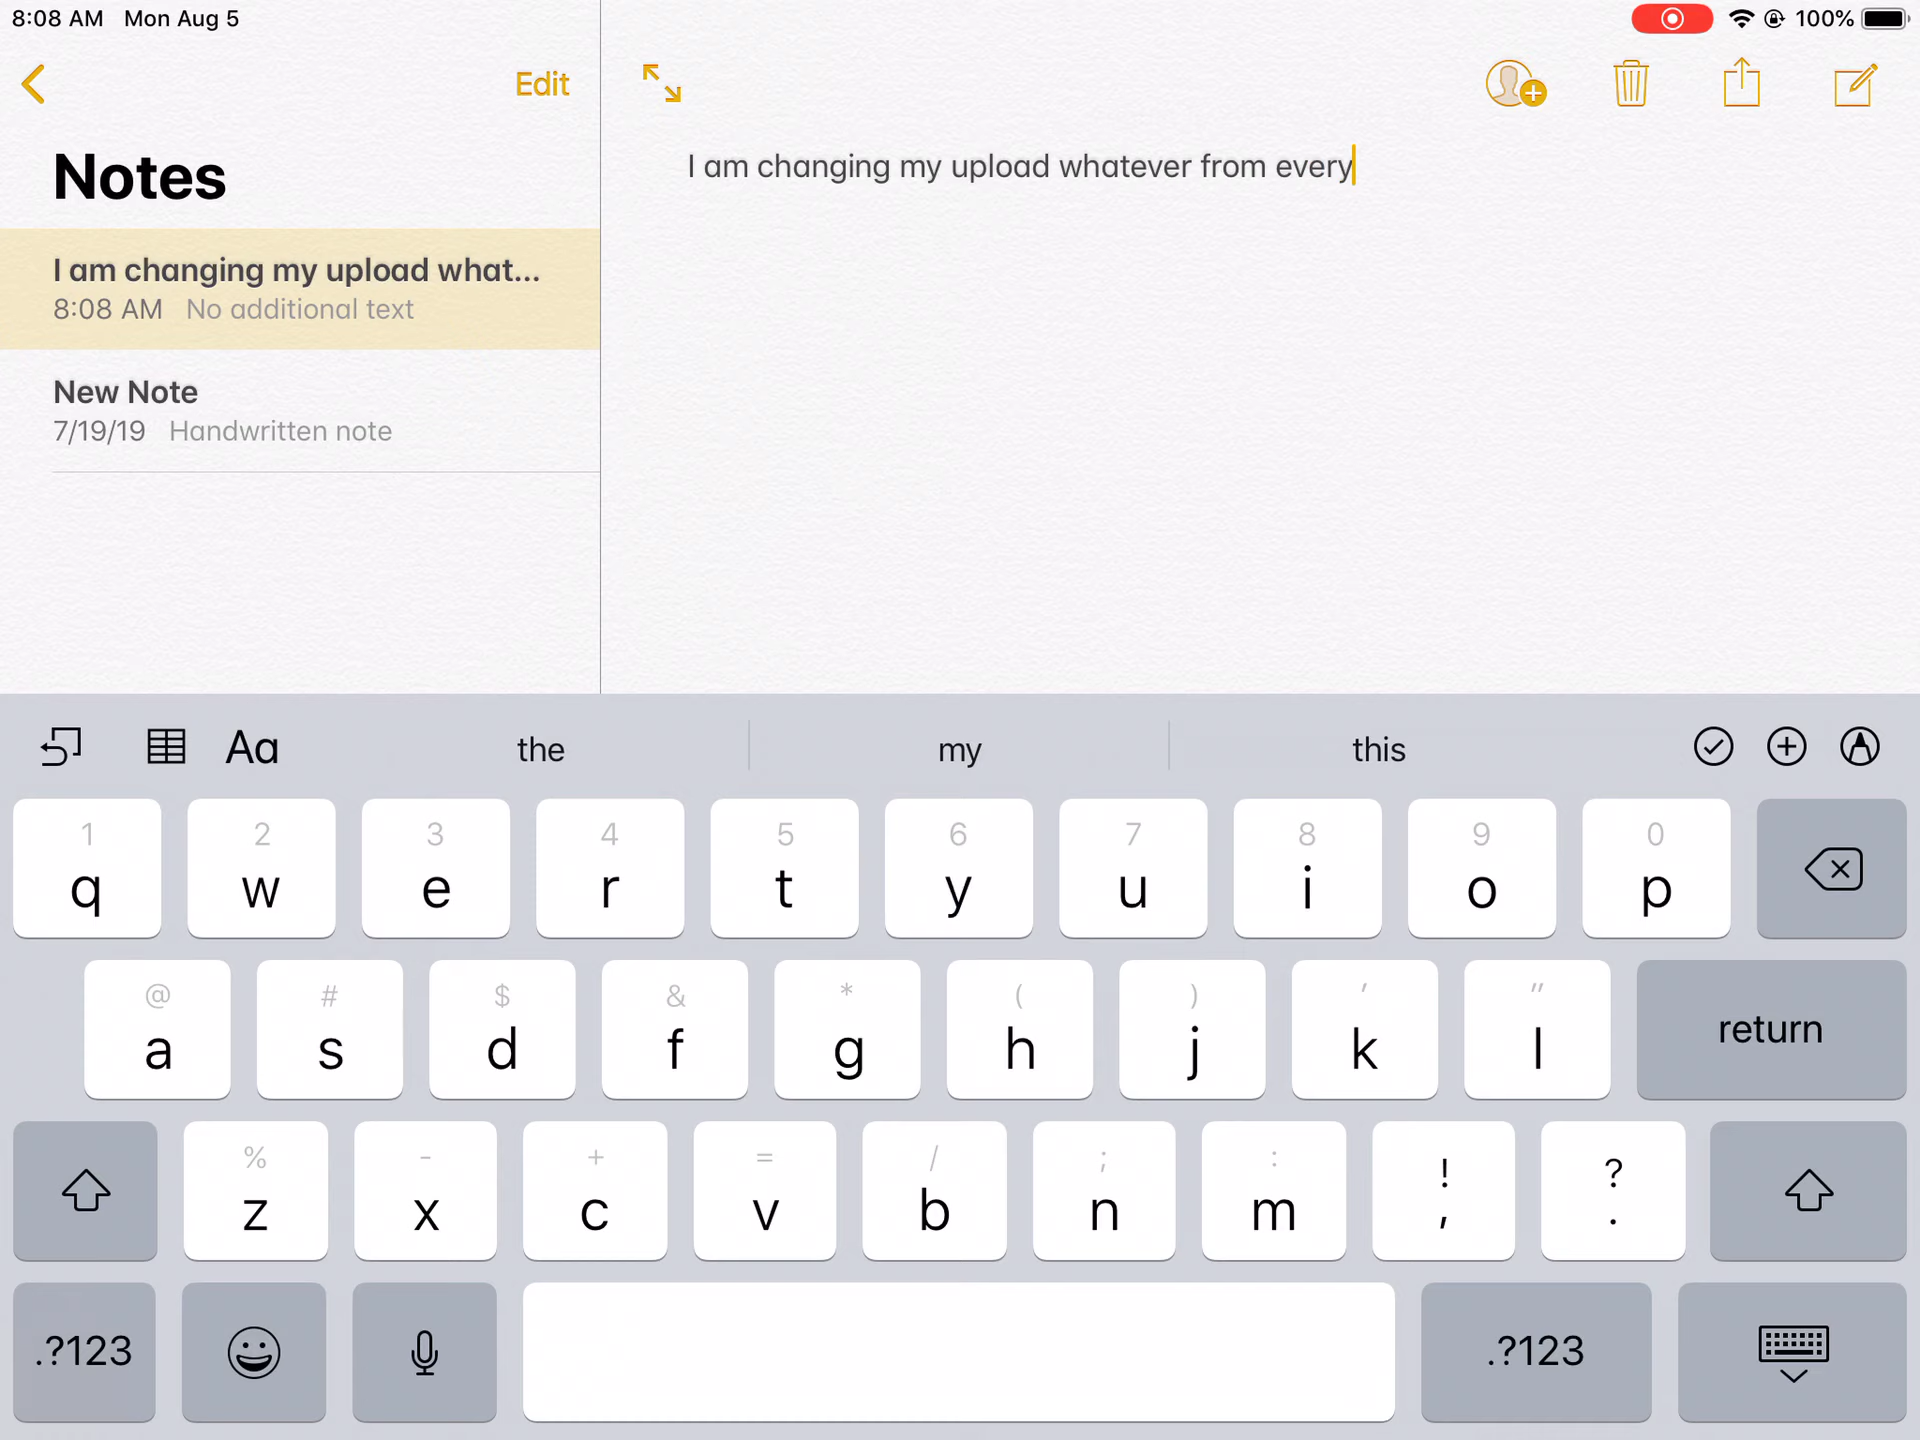 8:08 AM Mon Aug 5 100%
Edit
Notes
I am changing my upload what...
8:08 AM No additional text
New Note
7/19/19 Handwritten note
I am changing my upload whatever from every
Aa the my this
1 2 3 4 5 6 7 8 9 0
q w e r t y u i o p
@ # $ & * ( ) ' "
a s d f g h j k l return
% - + = / ; : ! ?
z x c v b n m , .
.?123 .?123